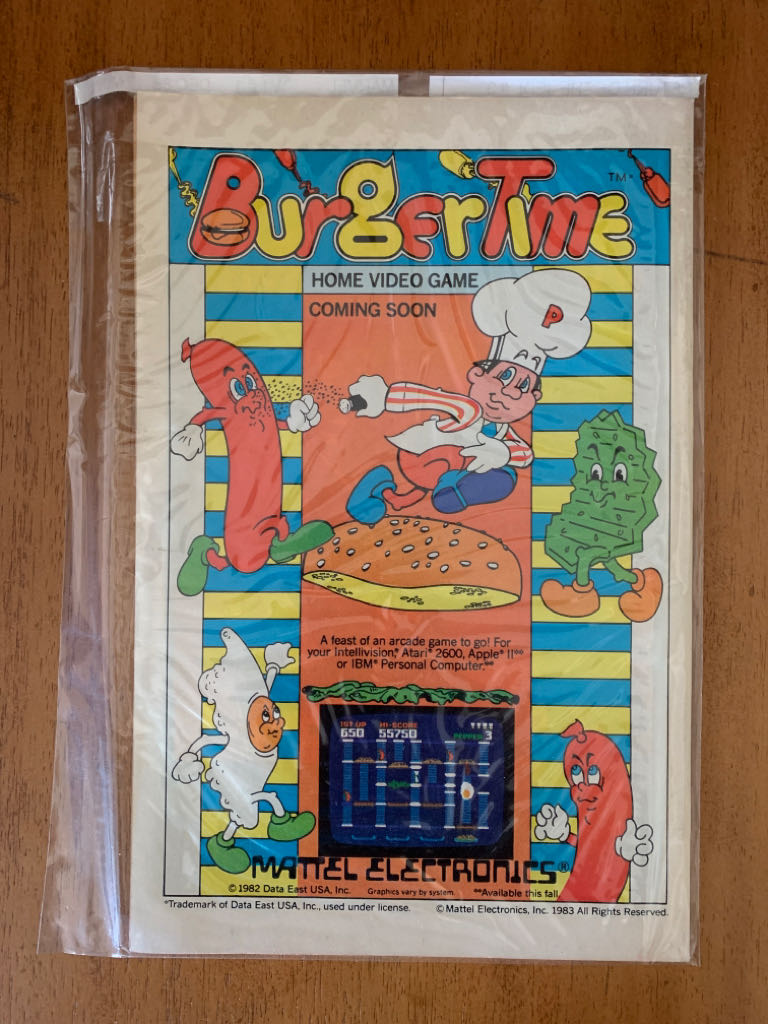 BurgerTime TM
HOME VIDEO GAME
COMING SOON
P
A feast of an arcade game to go! For
your Intellivision,® Atari® 2600, Apple® II**
or IBM® Personal Computer.**
1ST UP HI-SCORE
650 55750 PEPPER 3
MATTEL ELECTRONICS®
©1982 Data East USA, Inc. Graphics vary by system. **Available this fall.
*Trademark of Data East USA, Inc., used under license. © Mattel Electronics, Inc. 1983 All Rights Reserved.